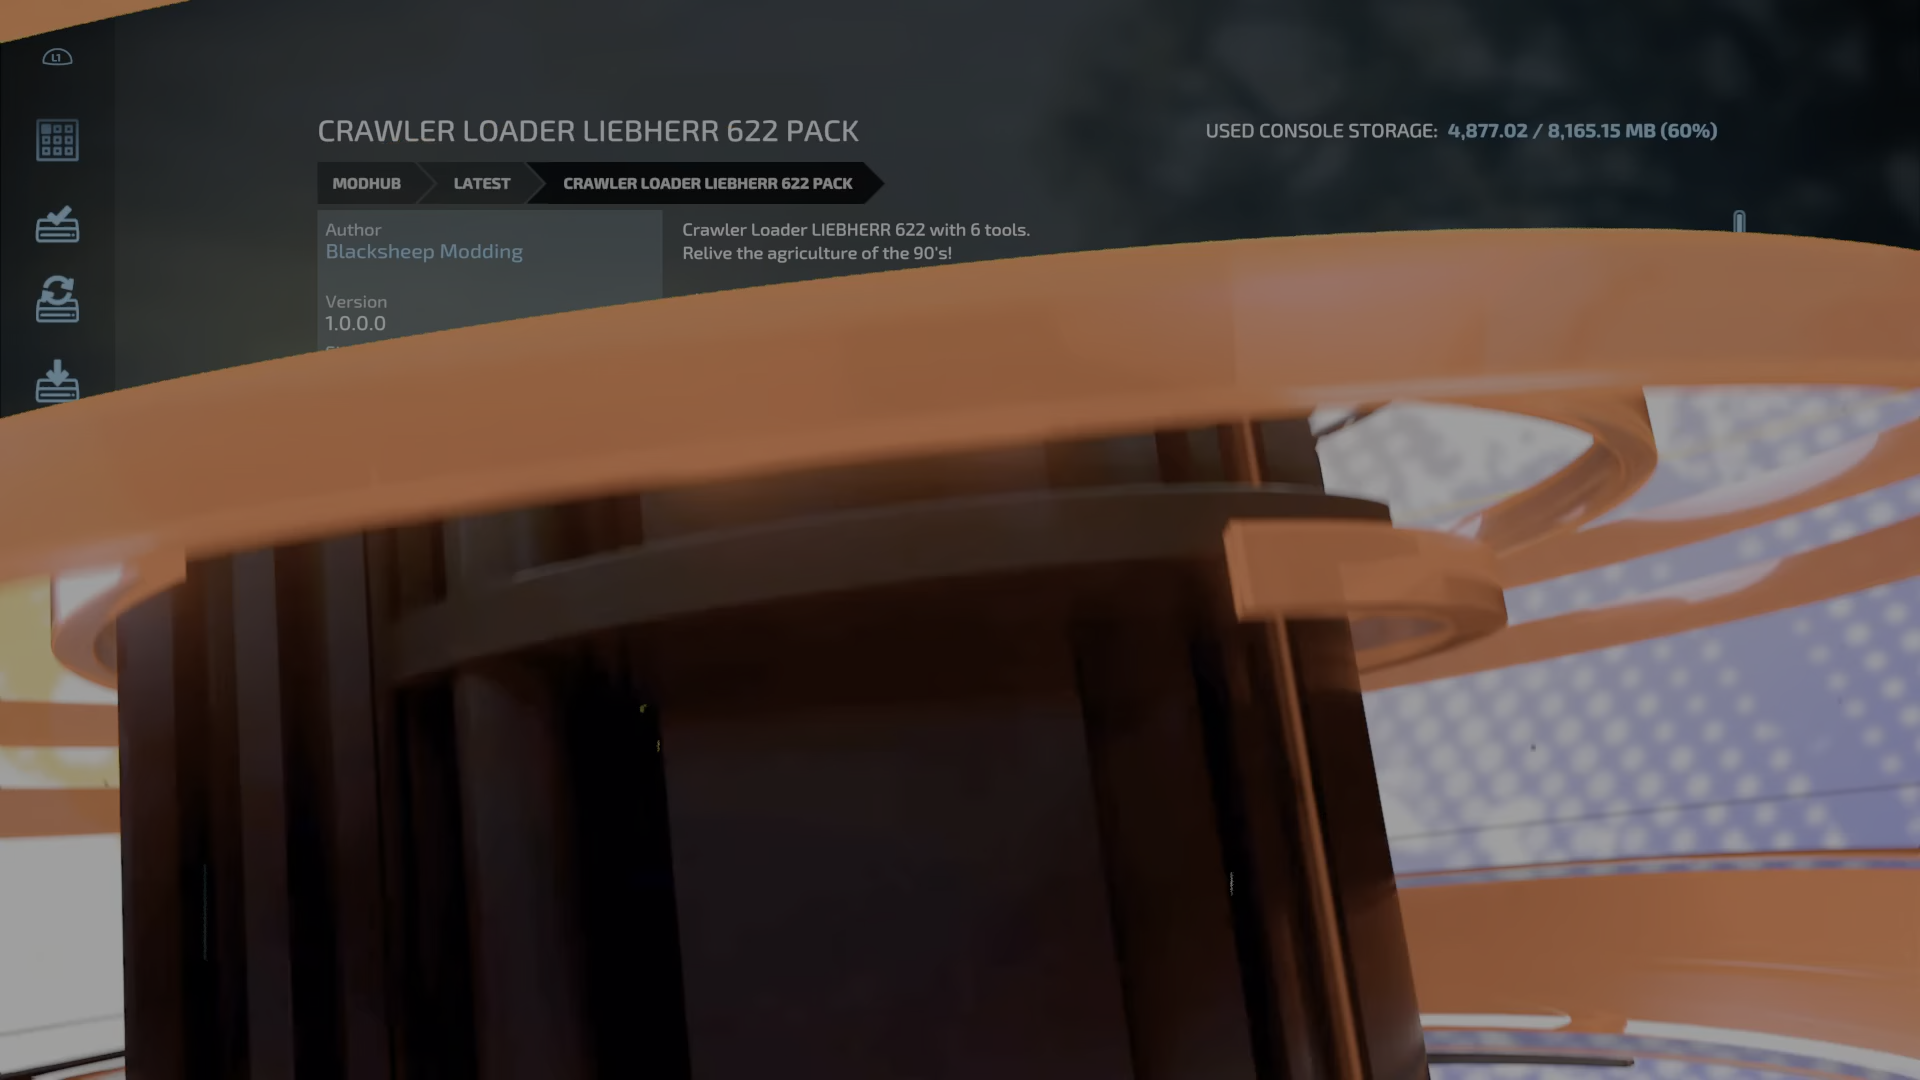 L1
CRAWLER LOADER LIEBHERR 622 PACK
USED CONSOLE STORAGE: 4,877.02 / 8,165.15 MB (60%)
MODHUB
LATEST
CRAWLER LOADER LIEBHERR 622 PACK
Author
Blacksheep Modding
Version
1.0.0.0
Crawler Loader LIEBHERR 622 with 6 tools.
Relive the agriculture of the 90's!